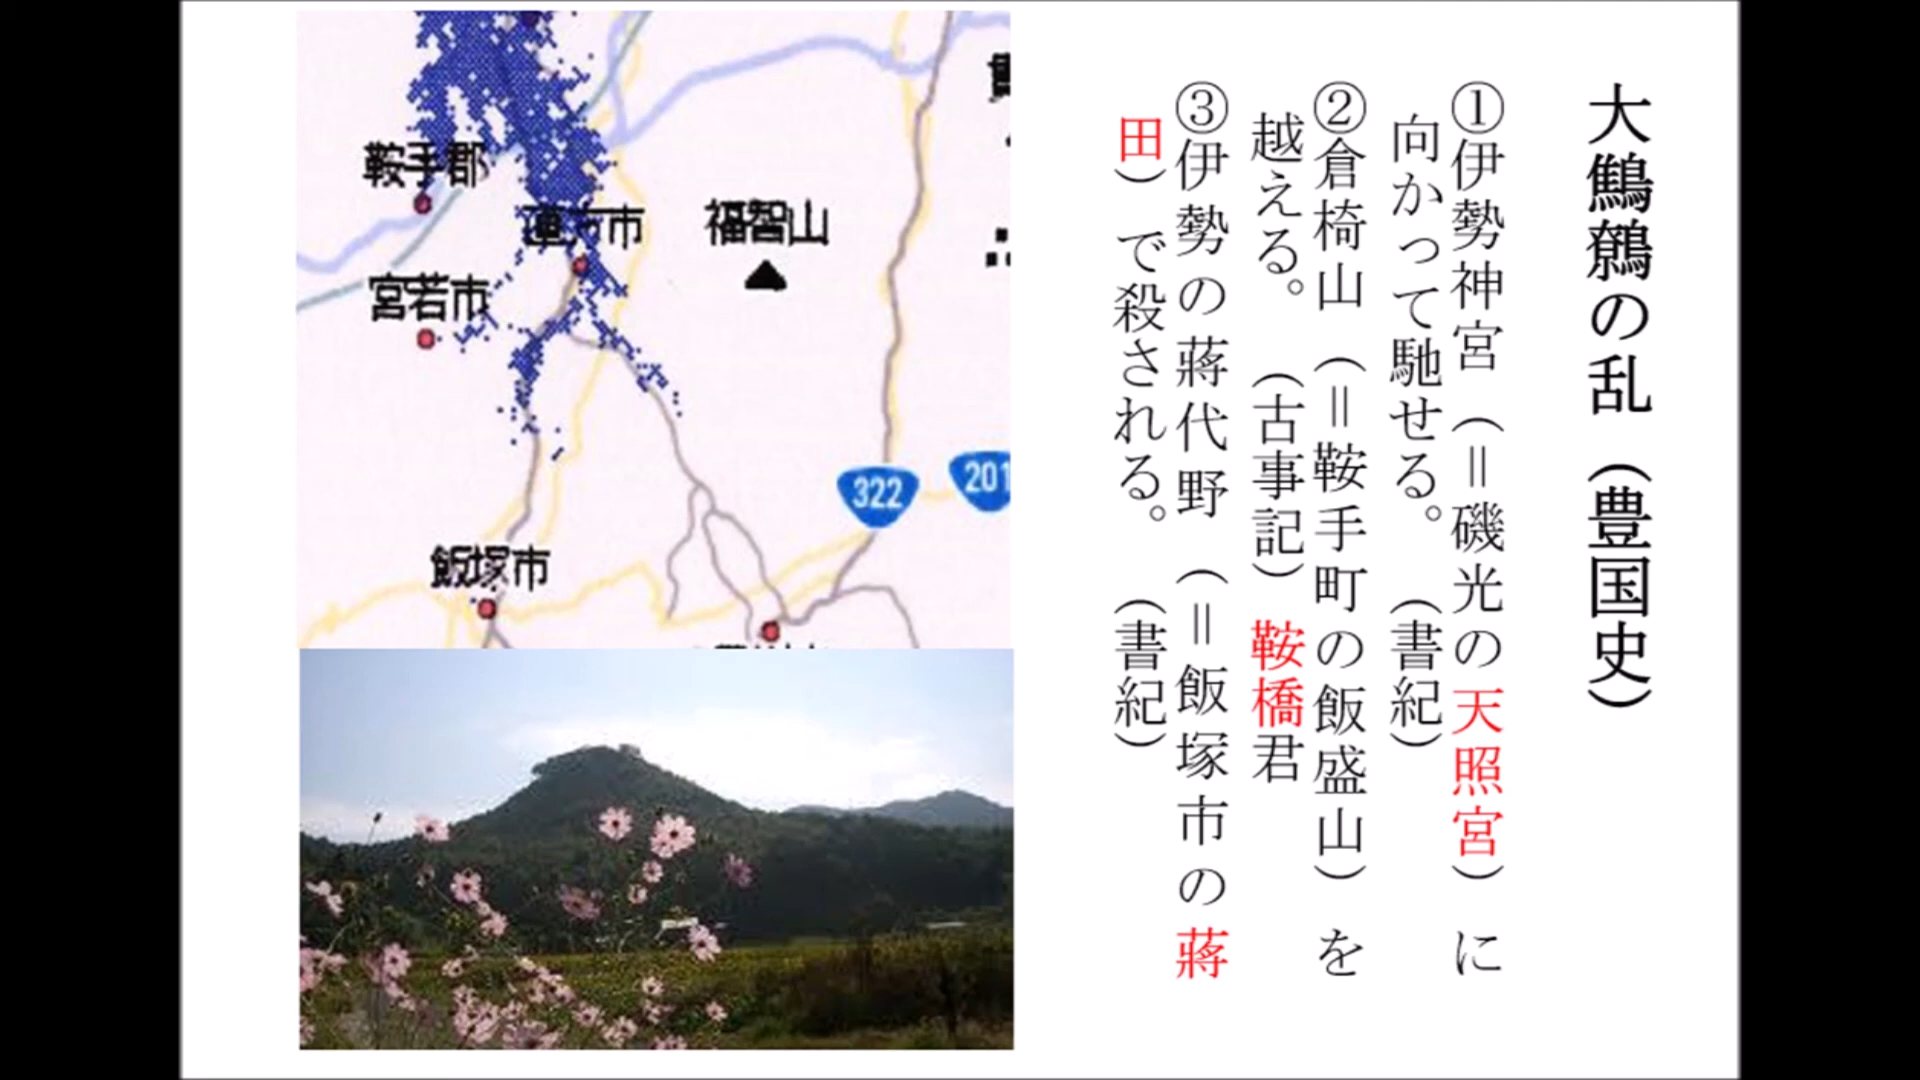 大鷦鷯の乱（豊国史）
①伊勢神宮（＝磯光の天照宮）に
向かって馳せる。（書紀）
②倉椅山（＝鞍手町の飯盛山）を
越える。（古事記）鞍橋君
③伊勢の蒋代野（＝飯塚市の蒋
田）で殺される。（書紀）
鞍手郡
直方市
福智山
宮若市
322
201
飯塚市